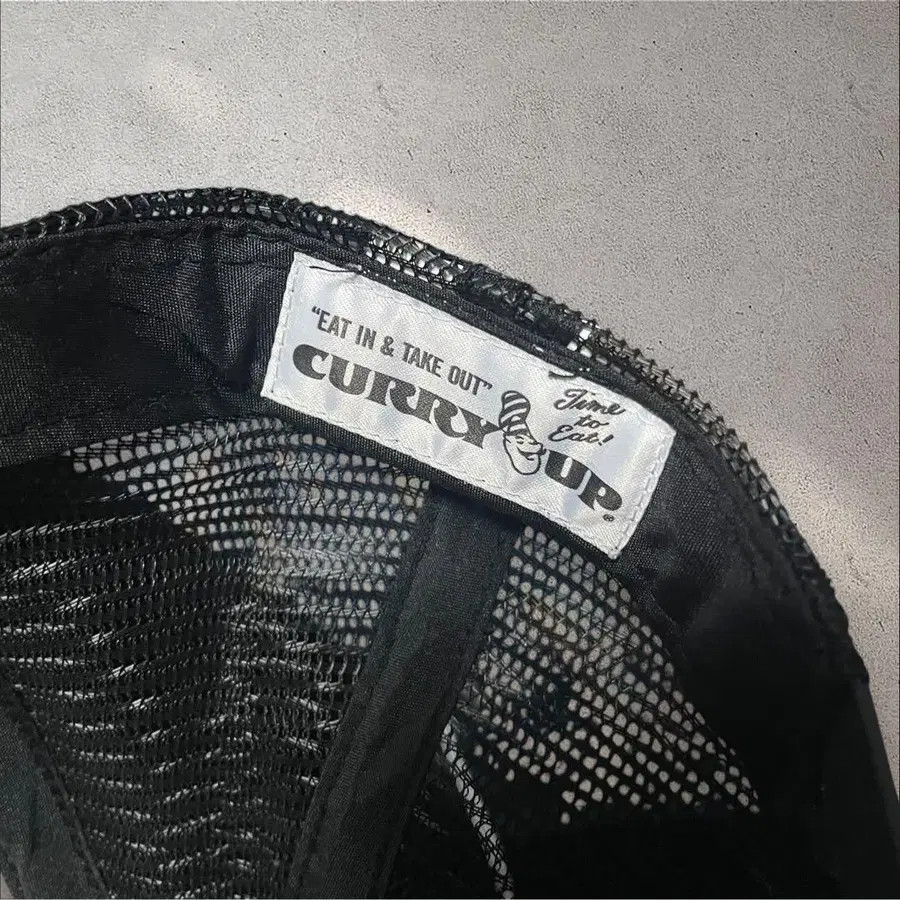 "EAT IN & TAKE OUT"
CURRY UP®
Time
to
Eat!